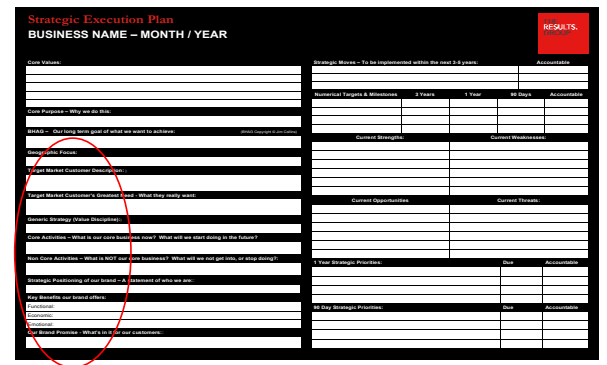 Strategic Execution Plan
BUSINESS NAME – MONTH / YEAR
THE
RESULTS.
GROUP
Core Values:
Core Purpose – Why we do this:
BHAG – Our long term goal of what we want to achieve: (BHAG Copyright © Jim Collins)
Geographic Focus:
Target Market Customer Description:
Target Market Customer's Greatest Need - What they really want:
Generic Strategy (Value Discipline):
Core Activities – What is our core business now? What will we start doing in the future?
Non Core Activities – What is NOT our core business? What will we not get into, or stop doing?:
Strategic Positioning of our brand – A statement of who we are:
Key Benefits our brand offers:
Functional:
Economic:
Emotional:
Our Brand Promise - What's in it for our customers:
Strategic Moves – To be implemented within the next 3-5 years: Accountable
Numerical Targets & Milestones 3 Years 1 Year 90 Days Accountable
Current Strengths: Current Weaknesses:
Current Opportunities Current Threats:
1 Year Strategic Priorities: Due Accountable
90 Day Strategic Priorities: Due Accountable